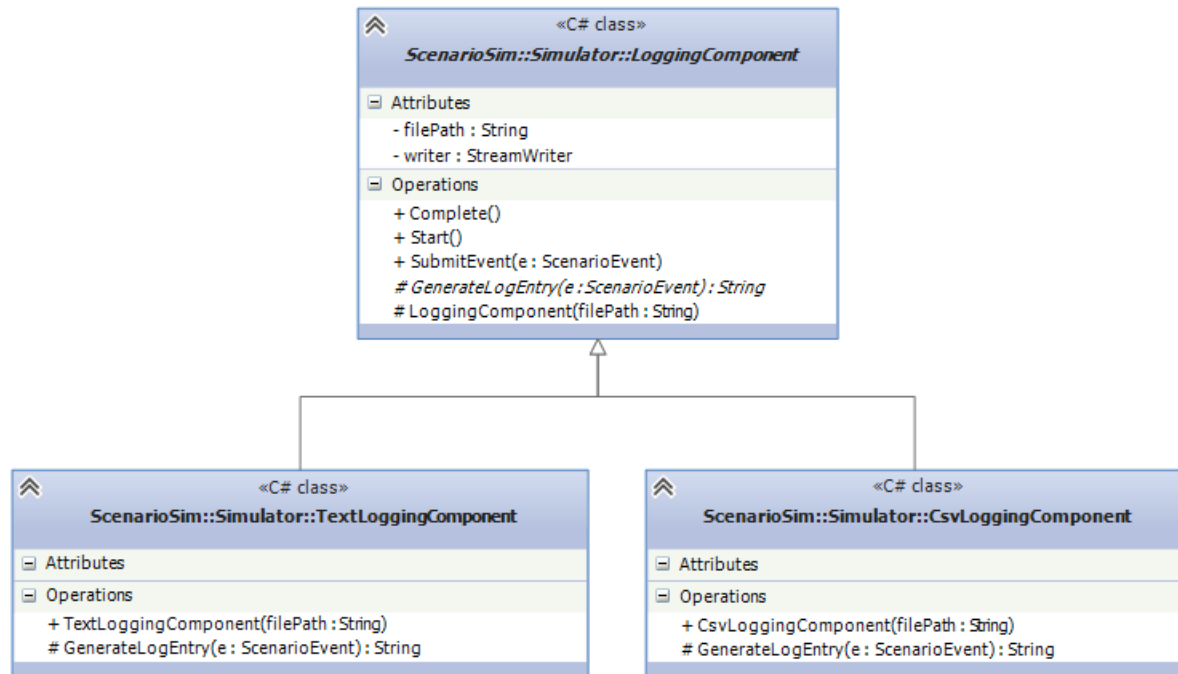 «C# class»
ScenarioSim::Simulator::LoggingComponent
Attributes
- filePath : String
- writer : StreamWriter
Operations
+ Complete()
+ Start()
+ SubmitEvent(e : ScenarioEvent)
# GenerateLogEntry(e : ScenarioEvent) : String
# LoggingComponent(filePath : String)
«C# class»
ScenarioSim::Simulator::TextLoggingComponent
Attributes
Operations
+ TextLoggingComponent(filePath : String)
# GenerateLogEntry(e : ScenarioEvent) : String
«C# class»
ScenarioSim::Simulator::CsvLoggingComponent
Attributes
Operations
+ CsvLoggingComponent(filePath : String)
# GenerateLogEntry(e : ScenarioEvent) : String